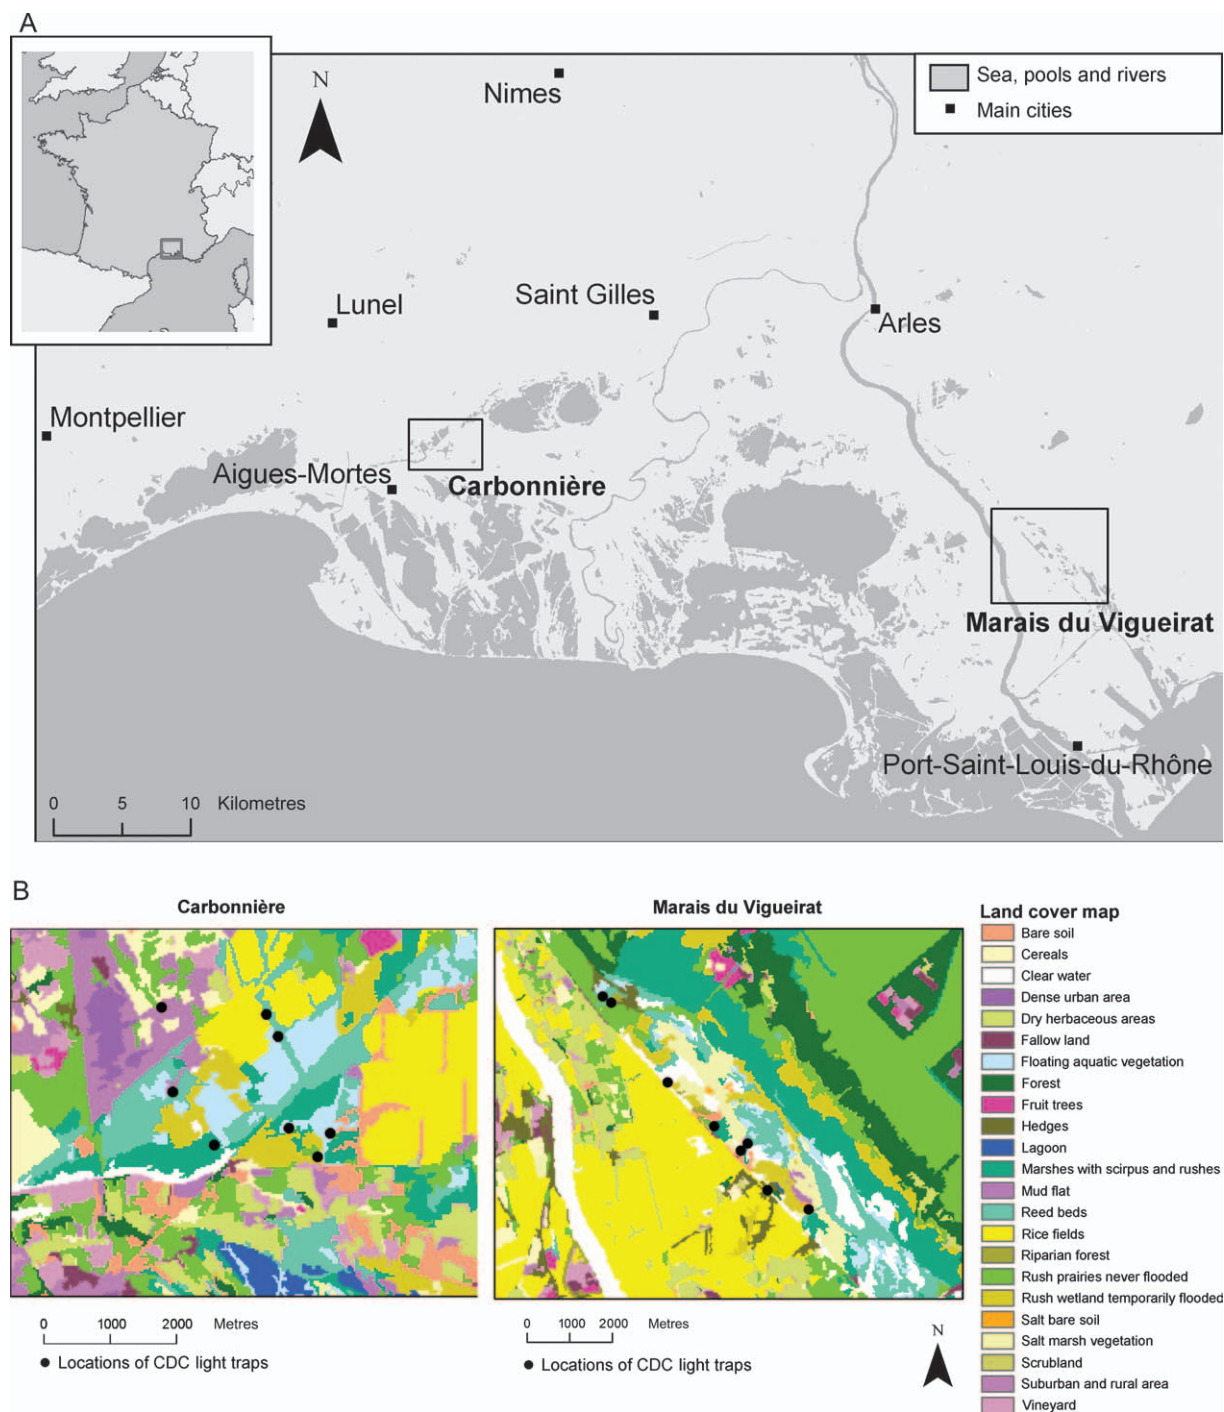 A
N
Nimes
Sea, pools and rivers
Main cities
Lunel
Saint Gilles
Arles
Montpellier
Aigues-Mortes
Carbonnière
Marais du Vigueirat
Port-Saint-Louis-du-Rhône
0 5 10 Kilometres
B
Carbonnière
Marais du Vigueirat
Land cover map
Bare soil
Cereals
Clear water
Dense urban area
Dry herbaceous areas
Fallow land
Floating aquatic vegetation
Forest
Fruit trees
Hedges
Lagoon
Marshes with scirpus and rushes
Mud flat
Reed beds
Rice fields
Riparian forest
Rush prairies never flooded
Rush wetland temporarily flooded
Salt bare soil
Salt marsh vegetation
Scrubland
Suburban and rural area
Vineyard
0 1000 2000 Metres
Locations of CDC light traps
0 1000 2000 Metres
Locations of CDC light traps
N